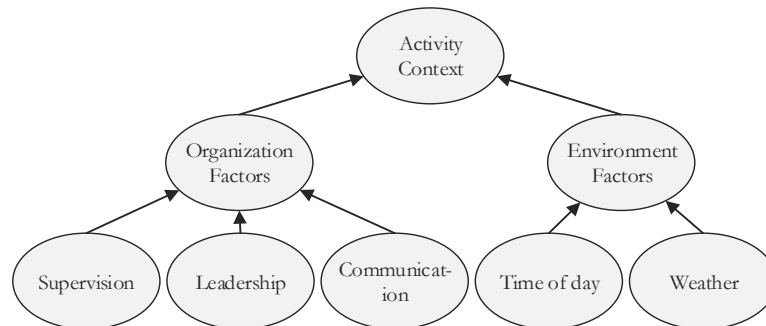 Activity
Context
Organization
Factors
Environment
Factors
Supervision
Leadership
Communicat-
ion
Time of day
Weather